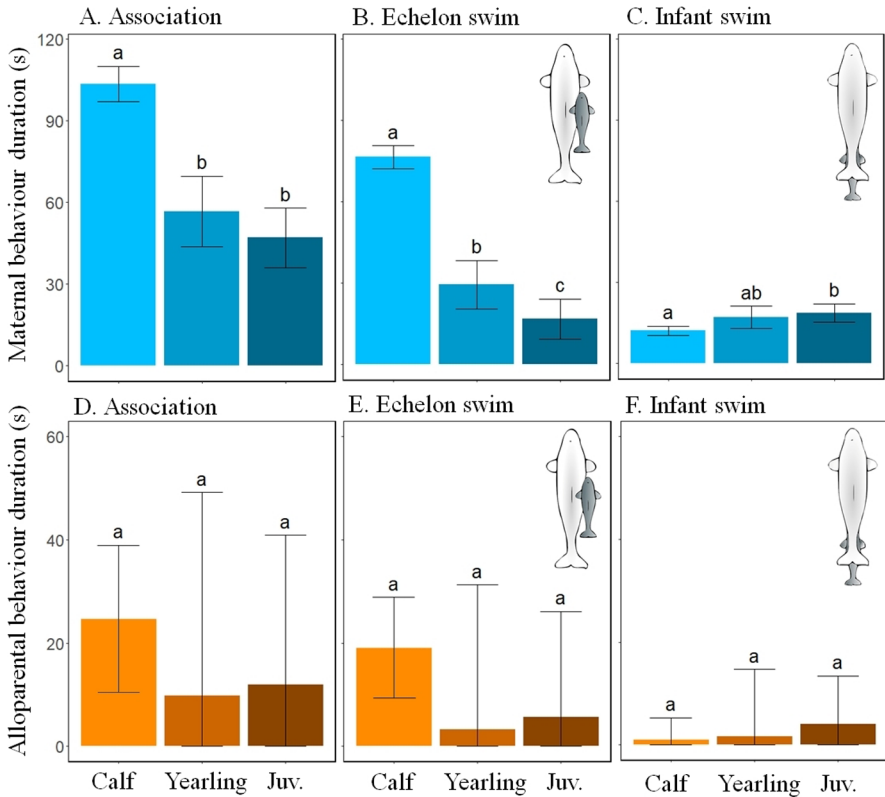 A. Association
B. Echelon swim
C. Infant swim
Maternal behaviour duration (s)
120
90
60
30
0
a
b
b
a
b
c
a
ab
b
D. Association
E. Echelon swim
F. Infant swim
Alloparental behaviour duration (s)
60
40
20
0
a
a
a
a
a
a
a
a
a
Calf Yearling Juv.
Calf Yearling Juv.
Calf Yearling Juv.